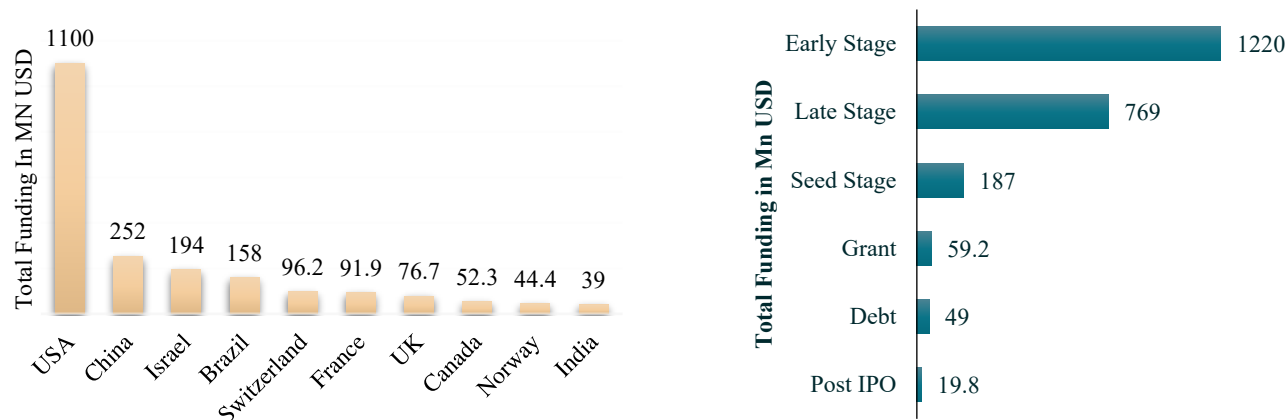 Total Funding In MN USD
1100
252
194
158
96.2
91.9
76.7
52.3
44.4
39
USA
China
Israel
Brazil
Switzerland
France
UK
Canada
Norway
India
Total Funding in Mn USD
Early Stage 1220
Late Stage 769
Seed Stage 187
Grant 59.2
Debt 49
Post IPO 19.8